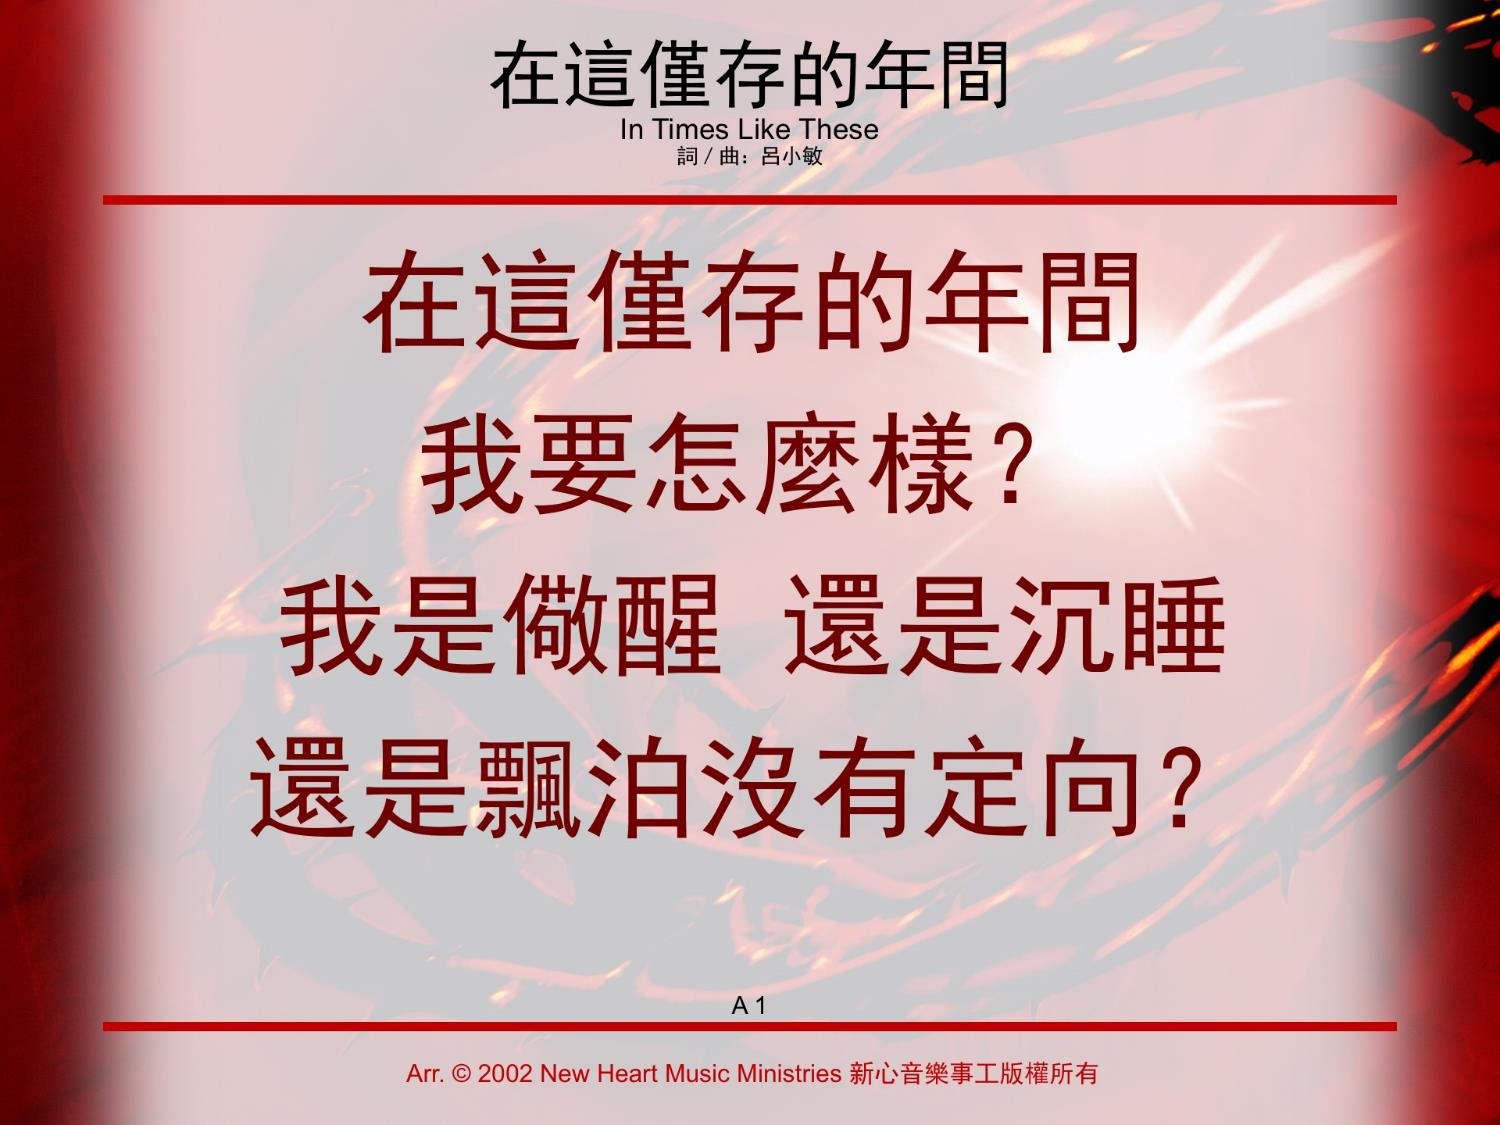 在這僅存的年間
In Times Like These
詞 / 曲：呂小敏
在這僅存的年間
我要怎麼樣？
我是儆醒 還是沉睡
還是飄泊沒有定向？
A 1
Arr. © 2002 New Heart Music Ministries 新心音樂事工版權所有